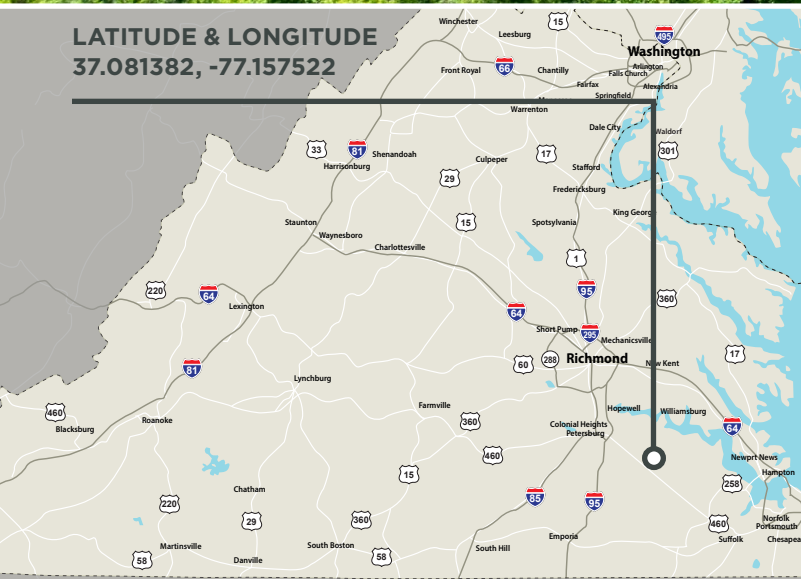 LATITUDE & LONGITUDE
37.081382, -77.157522
Winchester
15
Leesburg
495
Washington
Front Royal
66
Chantilly
Arlington
Falls Church
Fairfax
Alexandria
Springfield
Warrenton
Dale City
Waldorf
33
81
Shenandoah
Harrisonburg
Culpeper
17
301
29
Stafford
Fredericksburg
Staunton
15
Spotsylvania
King George
Waynesboro
Charlottesville
1
220
64
Lexington
95
360
64
Short Pump
295
Mechanicsville
288
Richmond
60
New Kent
17
81
Lynchburg
460
Blacksburg
Roanoke
Farmville
360
Hopewell
Williamsburg
Colonial Heights
Petersburg
64
460
Newprt News
15
Hampton
258
Chatham
85
95
220
29
360
460
Norfolk
Portsmouth
Emporia
Suffolk
Chesapea
Martinsville
South Boston
58
South Hill
58
Danville